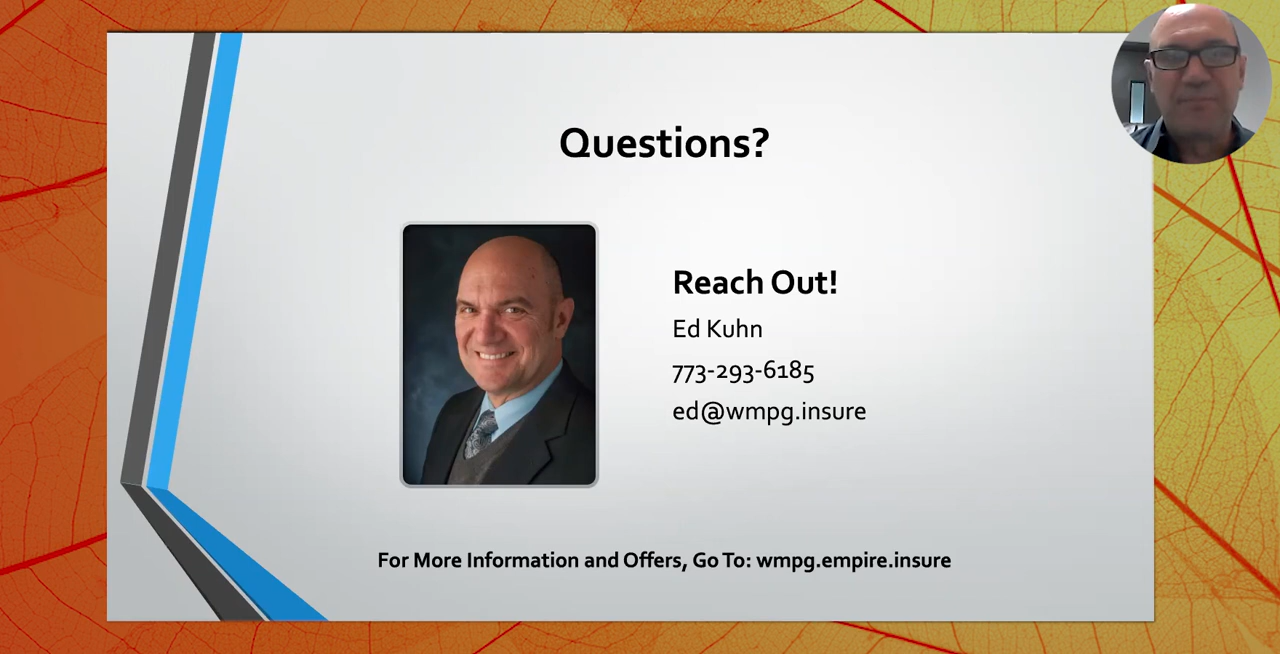 Questions?
Reach Out!
Ed Kuhn
773-293-6185
ed@wmpg.insure
For More Information and Offers, Go To: wmpg.empire.insure